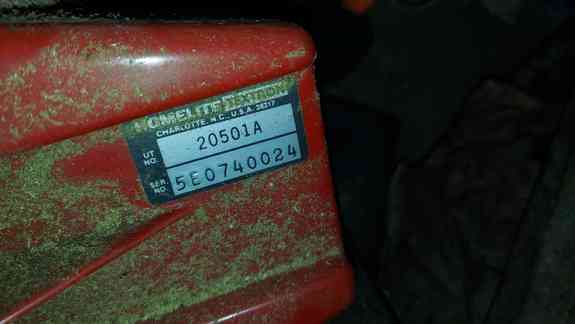 HOMELITE TEXTRON
CHARLOTTE, N.C., U.S.A. 28217
UT NO. 20501A
SER. NO. 5E0740024